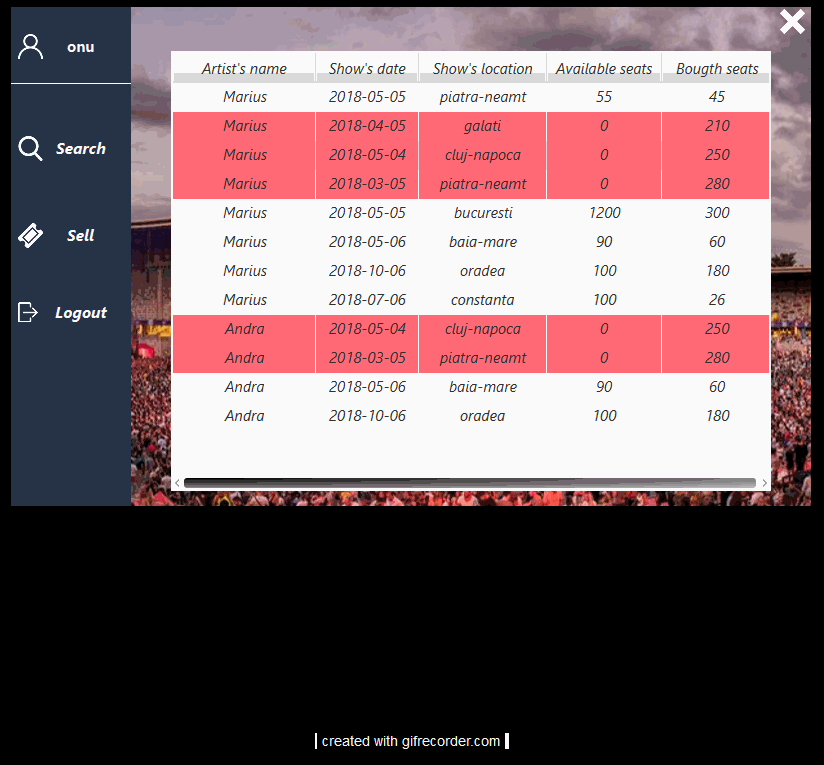 onu
Search
Sell
Logout
Artist's name Show's date Show's location Available seats Bougth seats
Marius 2018-05-05 piatra-neamt 55 45
Marius 2018-04-05 galati 0 210
Marius 2018-05-04 cluj-napoca 0 250
Marius 2018-03-05 piatra-neamt 0 280
Marius 2018-05-05 bucuresti 1200 300
Marius 2018-05-06 baia-mare 90 60
Marius 2018-10-06 oradea 100 180
Marius 2018-07-06 constanta 100 26
Andra 2018-05-04 cluj-napoca 0 250
Andra 2018-03-05 piatra-neamt 0 280
Andra 2018-05-06 baia-mare 90 60
Andra 2018-10-06 oradea 100 180
created with gifrecorder.com